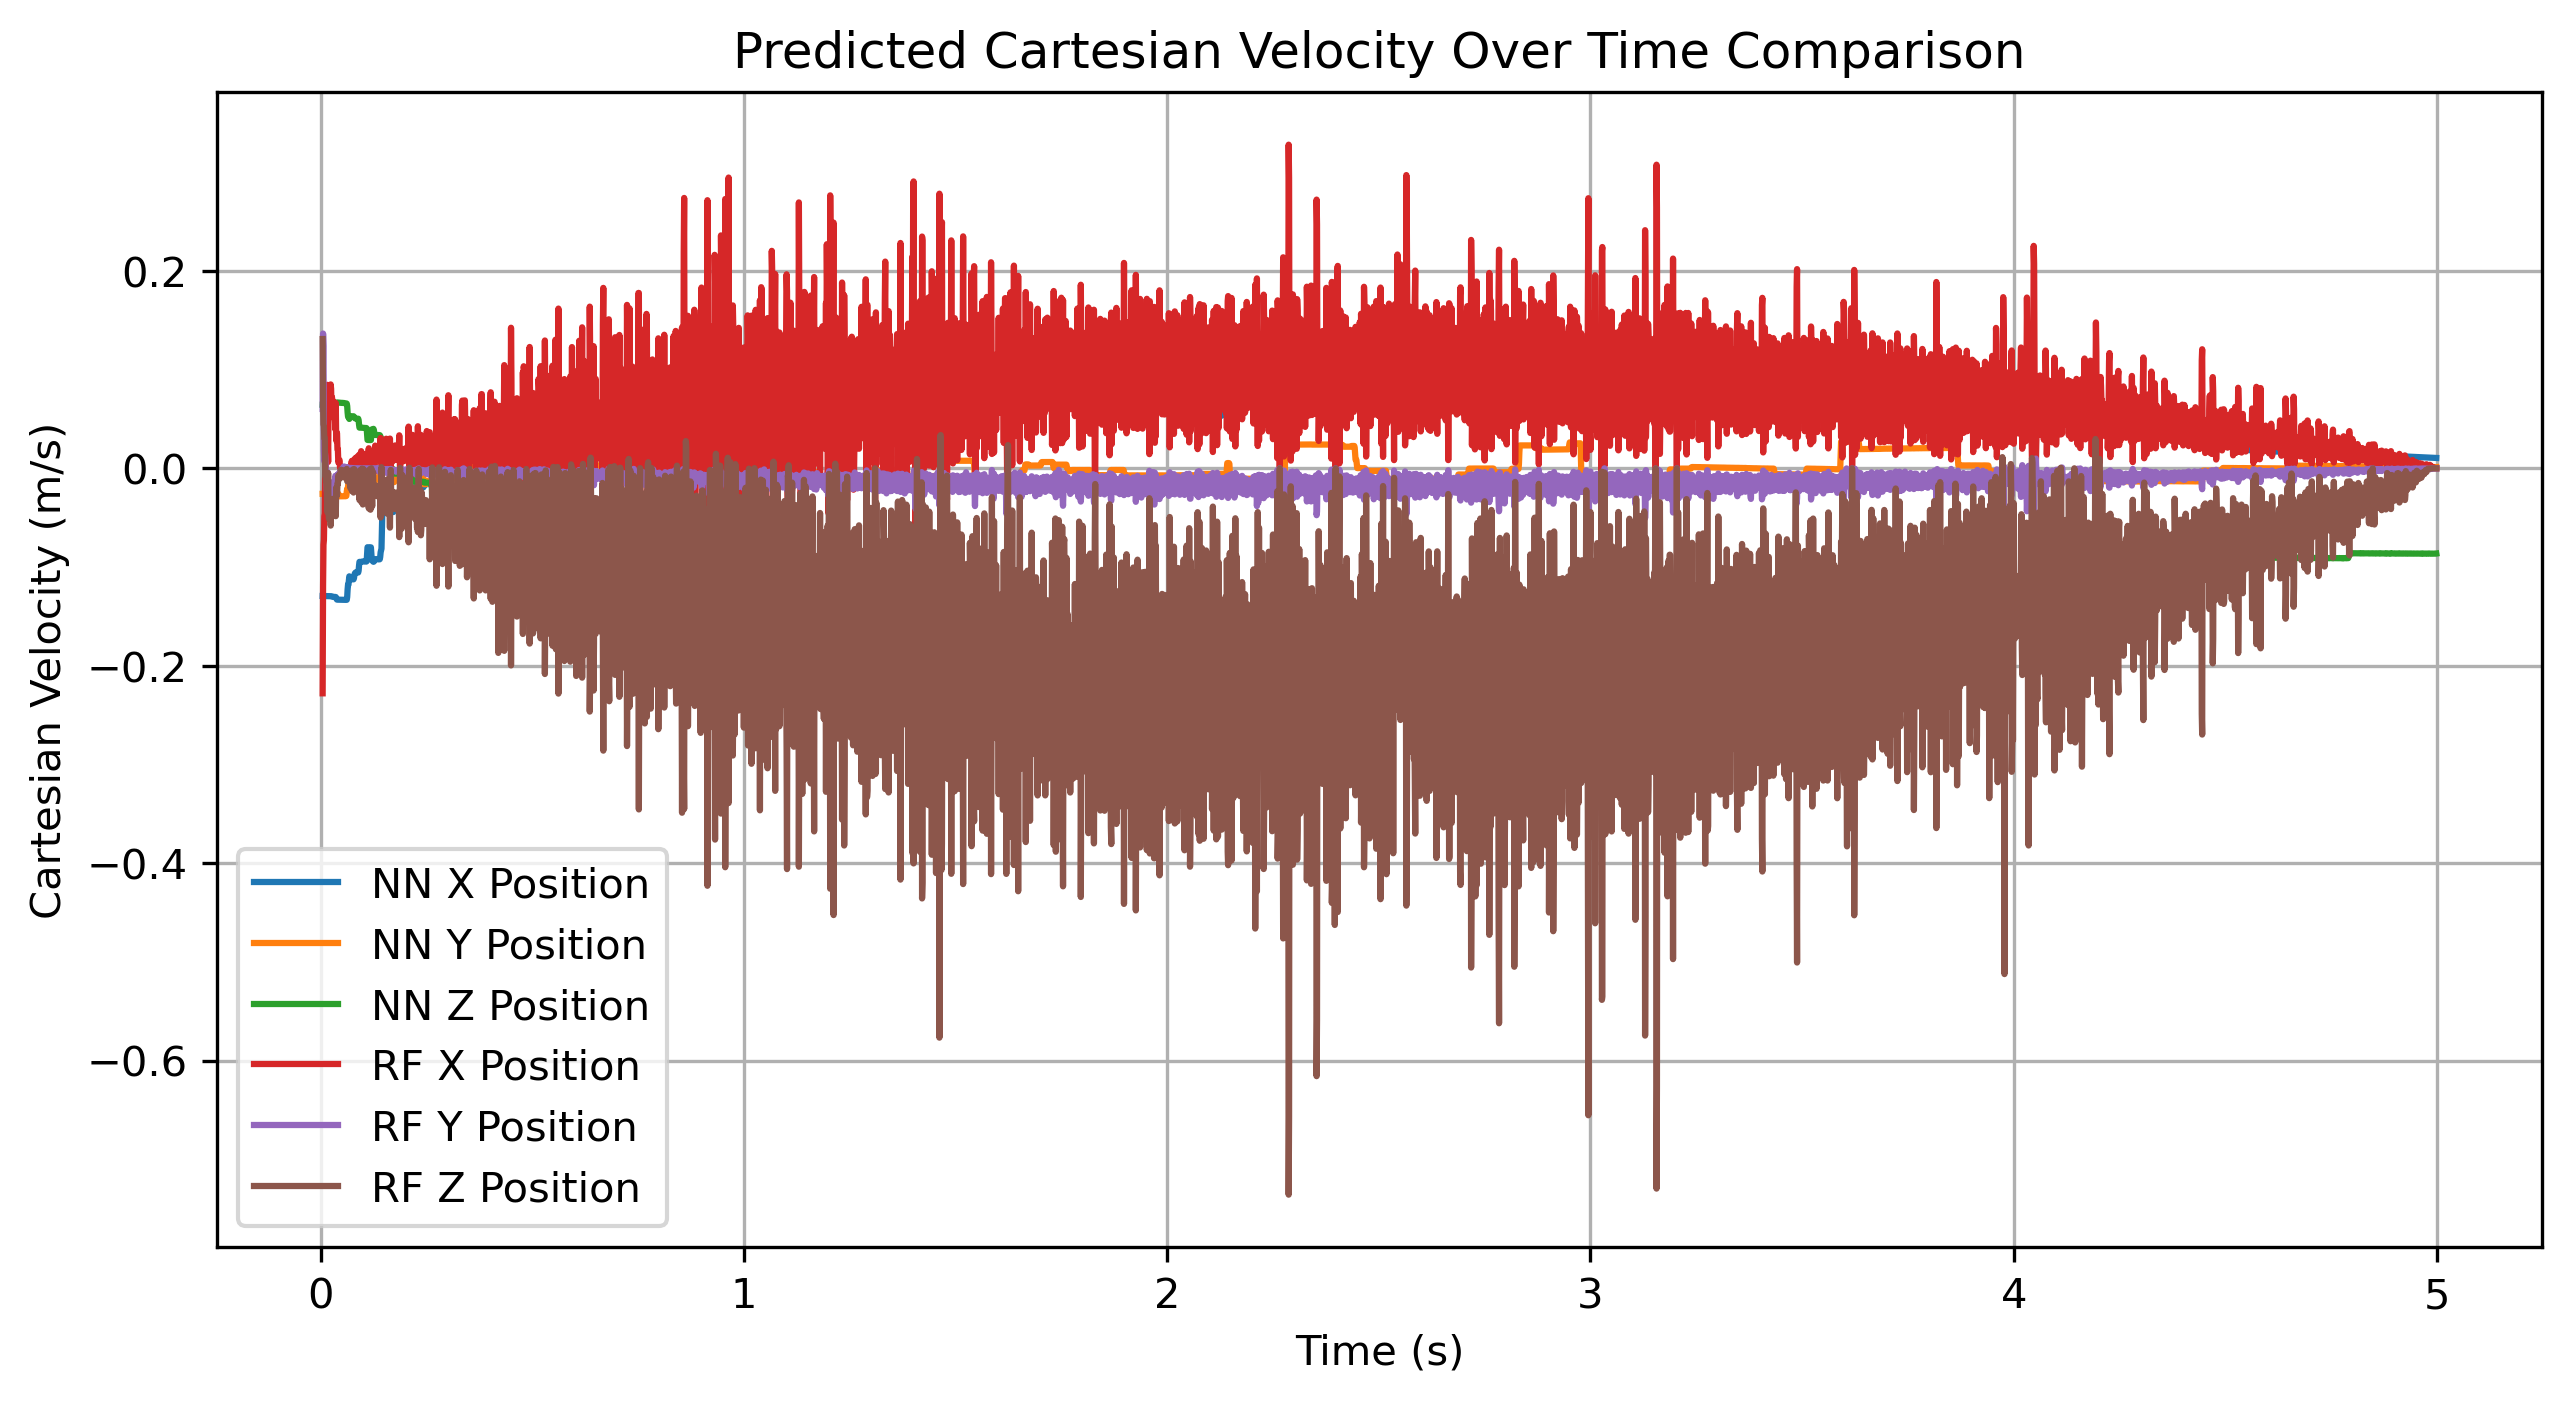 Predicted Cartesian Velocity Over Time Comparison
Cartesian Velocity (m/s)
0.2
0.0
−0.2
−0.4
−0.6
NN X Position
NN Y Position
NN Z Position
RF X Position
RF Y Position
RF Z Position
0 1 2 3 4 5
Time (s)